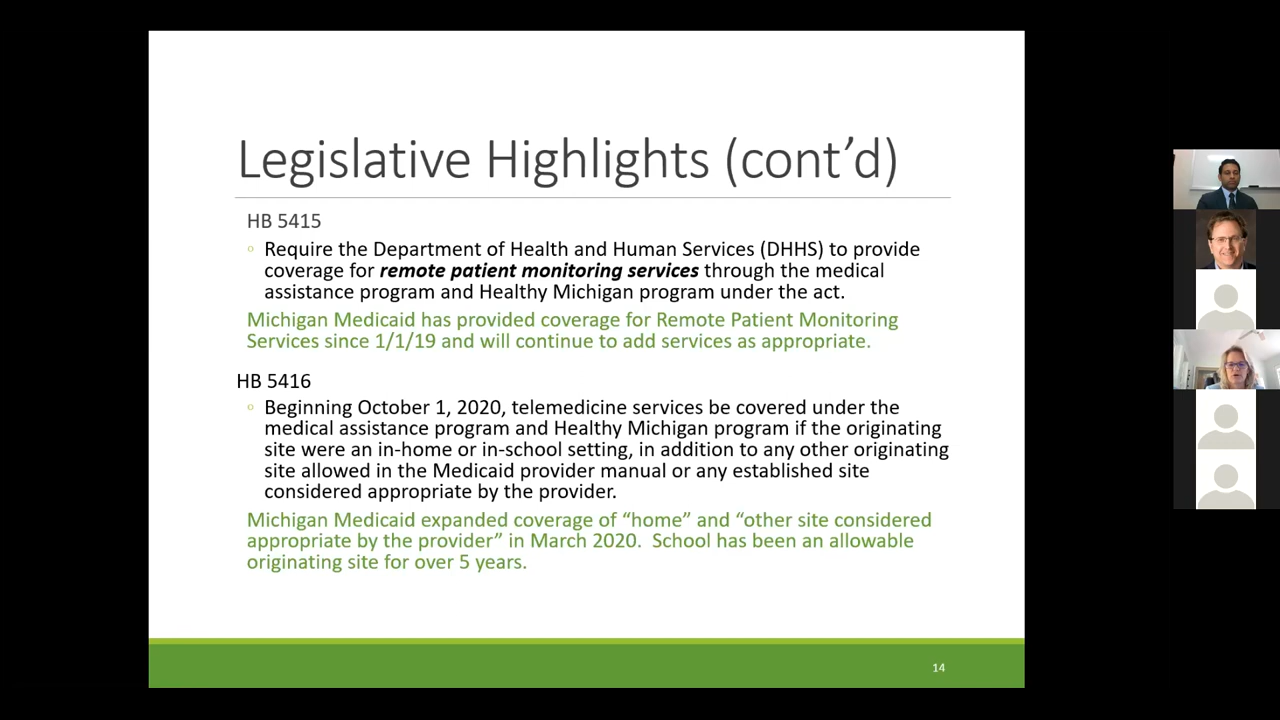 Legislative Highlights (cont’d)
HB 5415
◦ Require the Department of Health and Human Services (DHHS) to provide
coverage for remote patient monitoring services through the medical
assistance program and Healthy Michigan program under the act.
Michigan Medicaid has provided coverage for Remote Patient Monitoring
Services since 1/1/19 and will continue to add services as appropriate.
HB 5416
◦ Beginning October 1, 2020, telemedicine services be covered under the
medical assistance program and Healthy Michigan program if the originating
site were an in-home or in-school setting, in addition to any other originating
site allowed in the Medicaid provider manual or any established site
considered appropriate by the provider.
Michigan Medicaid expanded coverage of “home” and “other site considered
appropriate by the provider” in March 2020.  School has been an allowable
originating site for over 5 years.
14